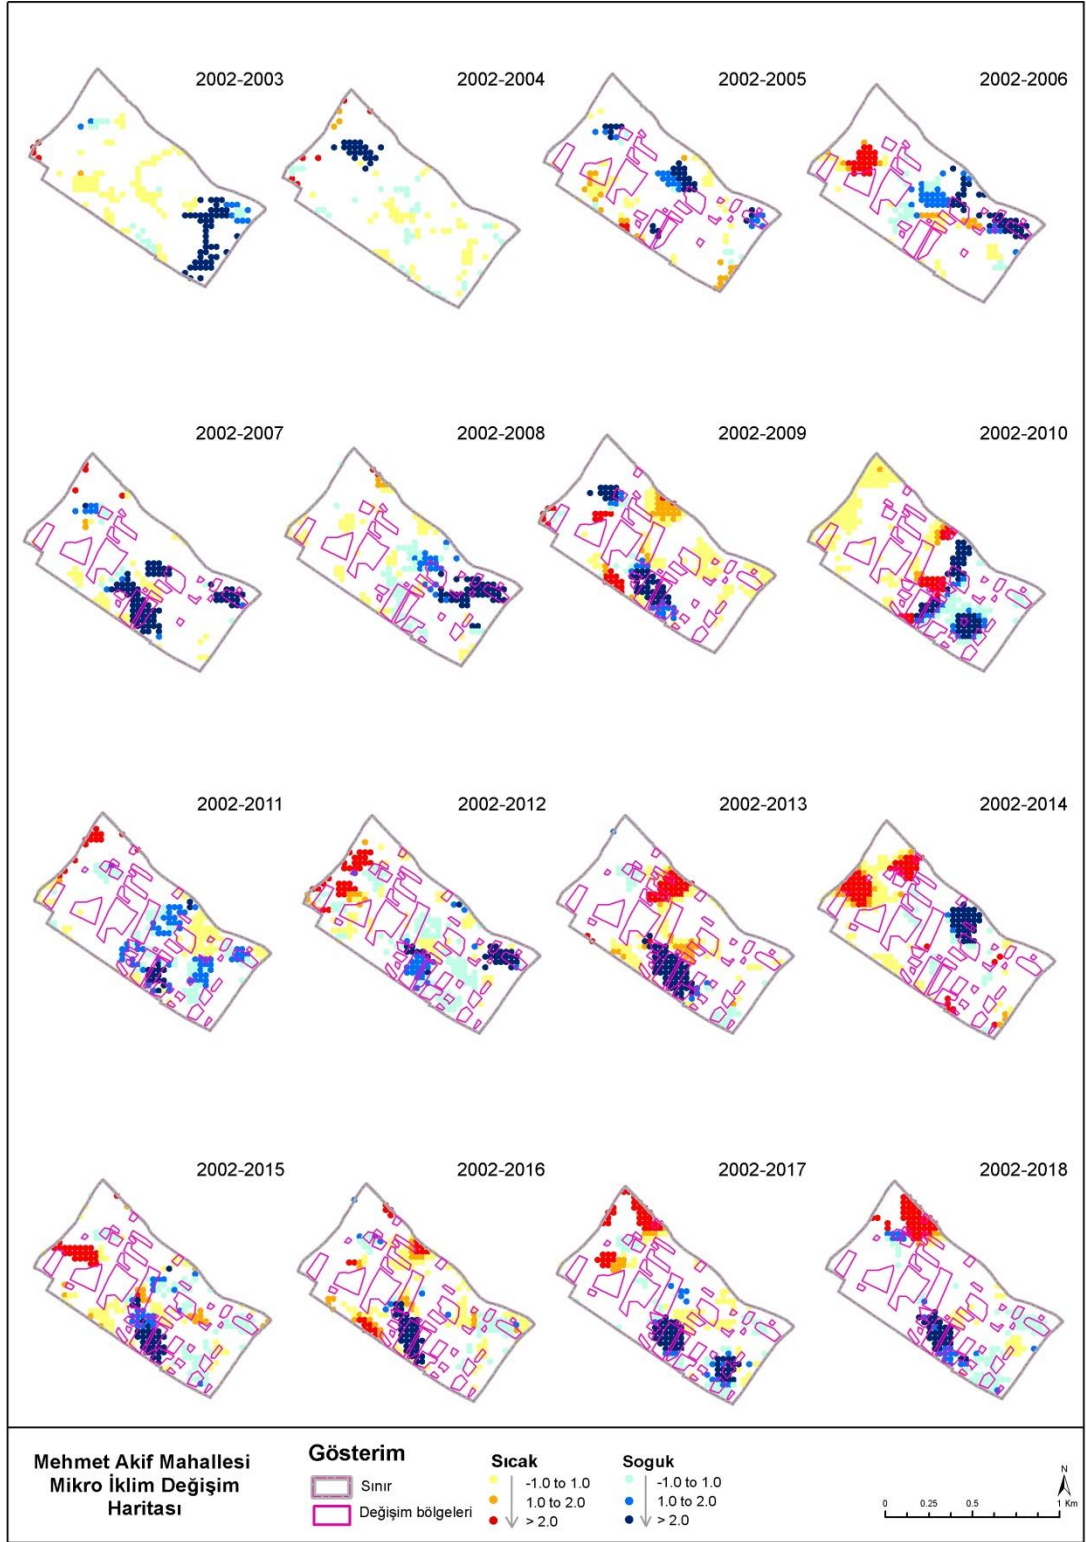 2002-2003
2002-2004
2002-2005
2002-2006
2002-2007
2002-2008
2002-2009
2002-2010
2002-2011
2002-2012
2002-2013
2002-2014
2002-2015
2002-2016
2002-2017
2002-2018
Mehmet Akif Mahallesi
Mikro İklim Değişim
Haritası
Gösterim
Sınır
Değişim bölgeleri
Sıcak
-1.0 to 1.0
1.0 to 2.0
> 2.0
Soguk
-1.0 to 1.0
1.0 to 2.0
> 2.0
N
0 0.25 0.5 1 Km